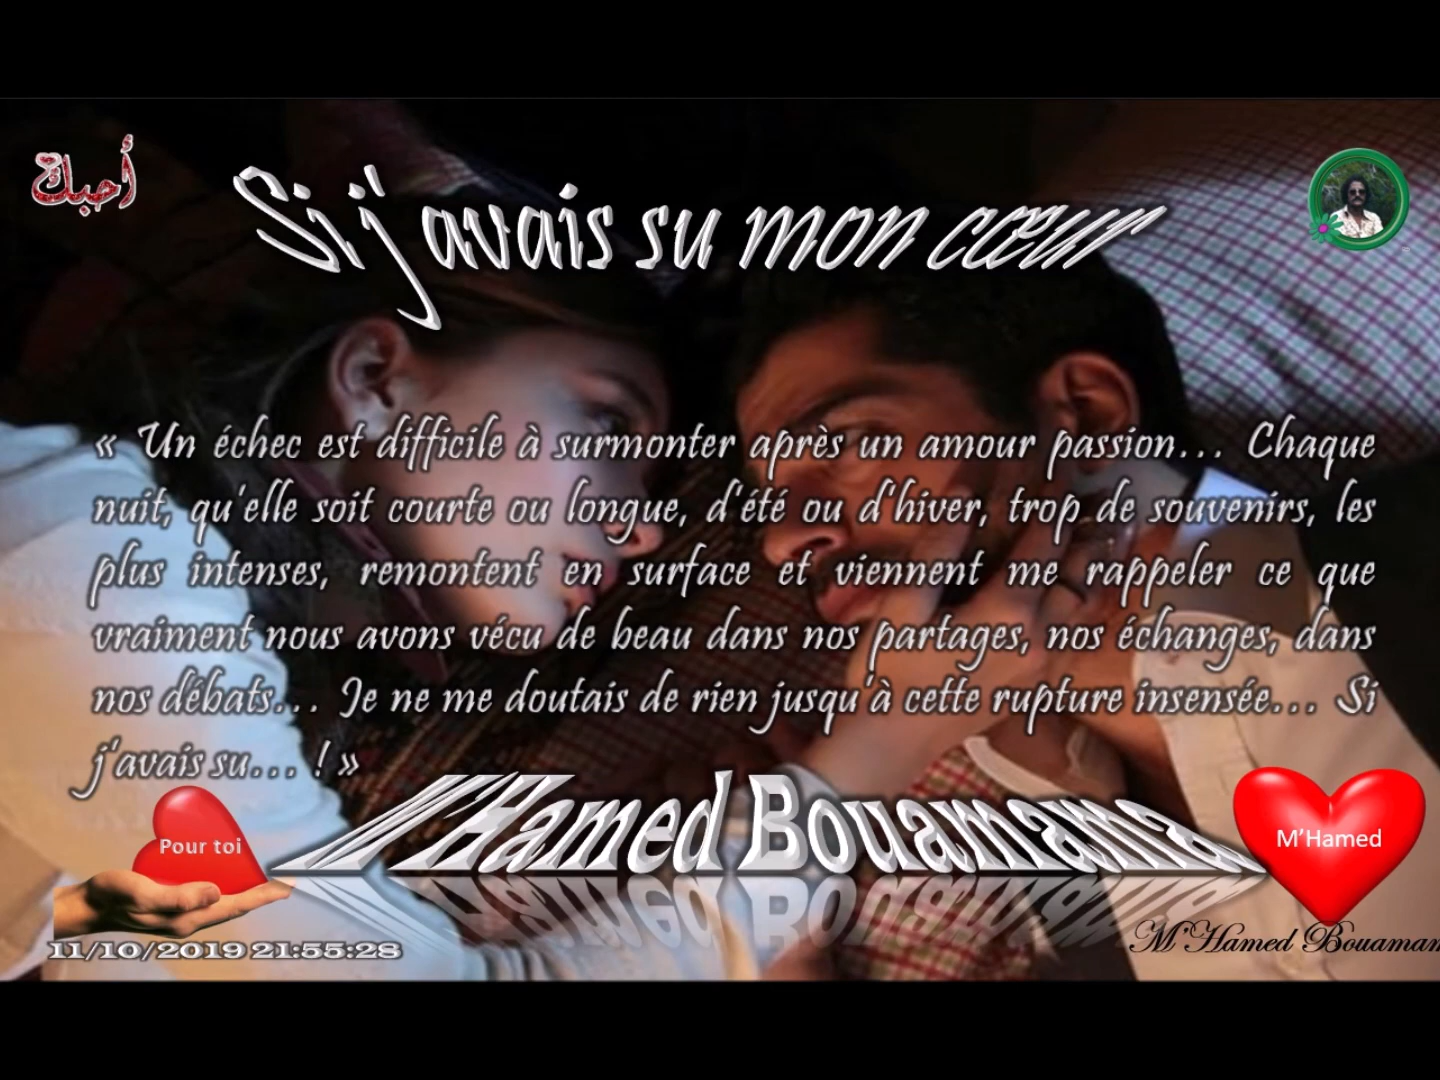 أحبك
Si j'avais su mon cœur
« Un échec est difficile à surmonter après un amour passion… Chaque
nuit, qu'elle soit courte ou longue, d'été ou d'hiver, trop de souvenirs, les
plus intenses, remontent en surface et viennent me rappeler ce que
vraiment nous avons vécu de beau dans nos partages, nos échanges, dans
nos débats… Je ne me doutais de rien jusqu'à cette rupture insensée… Si
j'avais su… ! »
Pour toi
M'Hamed Bouamama
M'Hamed
11/10/2019 21:55:28
M'Hamed Bouamam